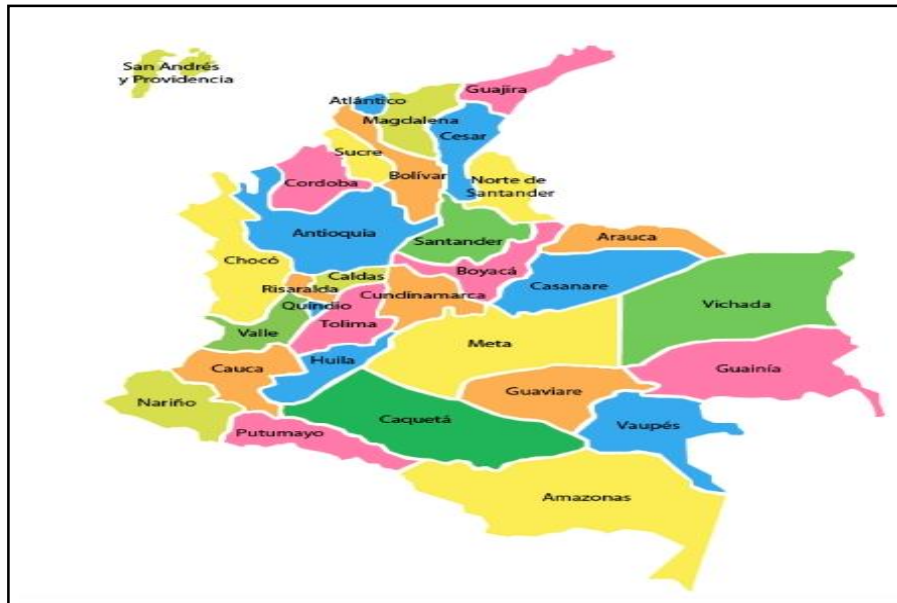 San Andrés
y Providencia
Guajira
Atlántico
Magdalena
Cesar
Sucre
Bolívar
Cordoba
Norte de
Santander
Antioquia
Santander
Arauca
Chocó
Boyacá
Caldas
Casanare
Risaralda
Cundinamarca
Vichada
Quíndio
Tolima
Valle
Meta
Huila
Cauca
Guainía
Guaviare
Nariño
Caquetá
Vaupés
Putumayo
Amazonas